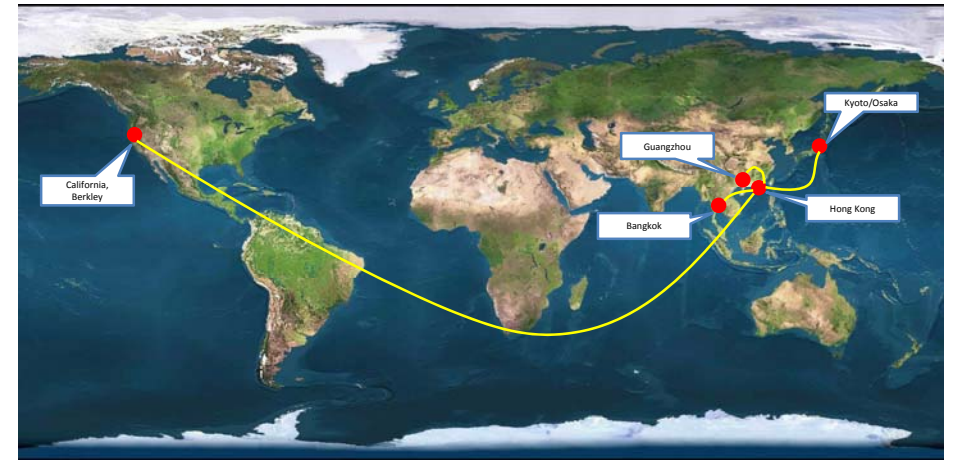 Kyoto/Osaka
Guangzhou
California,
Berkley
Hong Kong
Bangkok